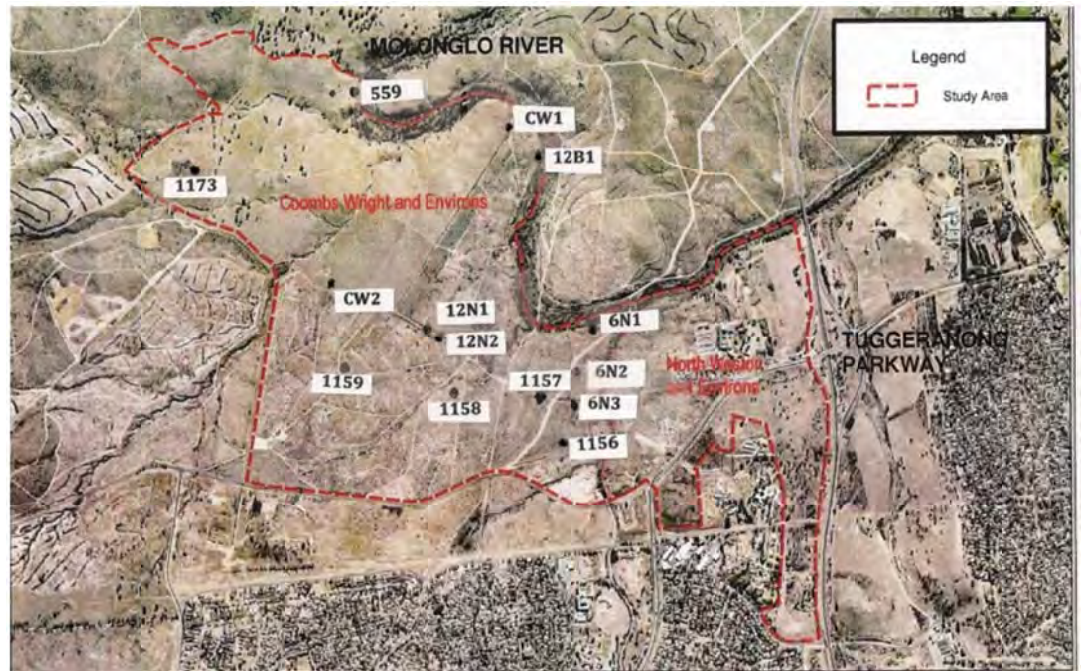 MOLONGLO RIVER
Legend
Study Area
559
CW1
12B1
1173
Coombs Wright and Environs
CW2
12N1
12N2
6N1
TUGGERANONG
PARKWAY
North Weston
and Environs
6N2
1159
1157
1158
6N3
1156